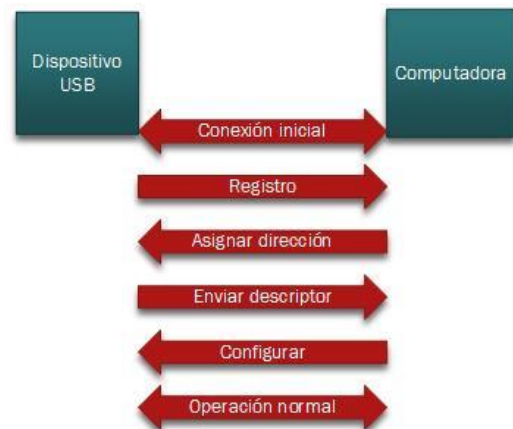 Dispositivo
USB
Computadora
Conexión inicial
Registro
Asignar dirección
Enviar descriptor
Configurar
Operación normal